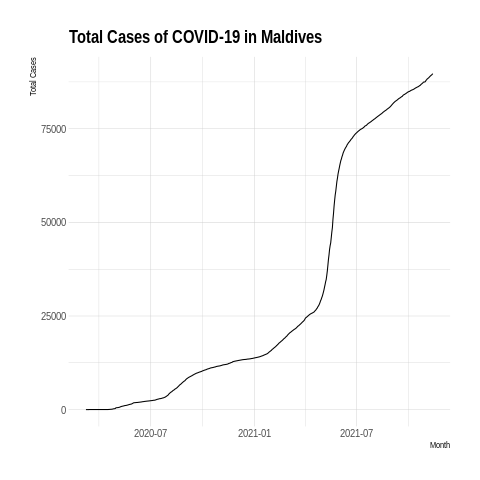 Total Cases of COVID-19 in Maldives
Total Cases
75000
50000
25000
0
2020-07 2021-01 2021-07
Month